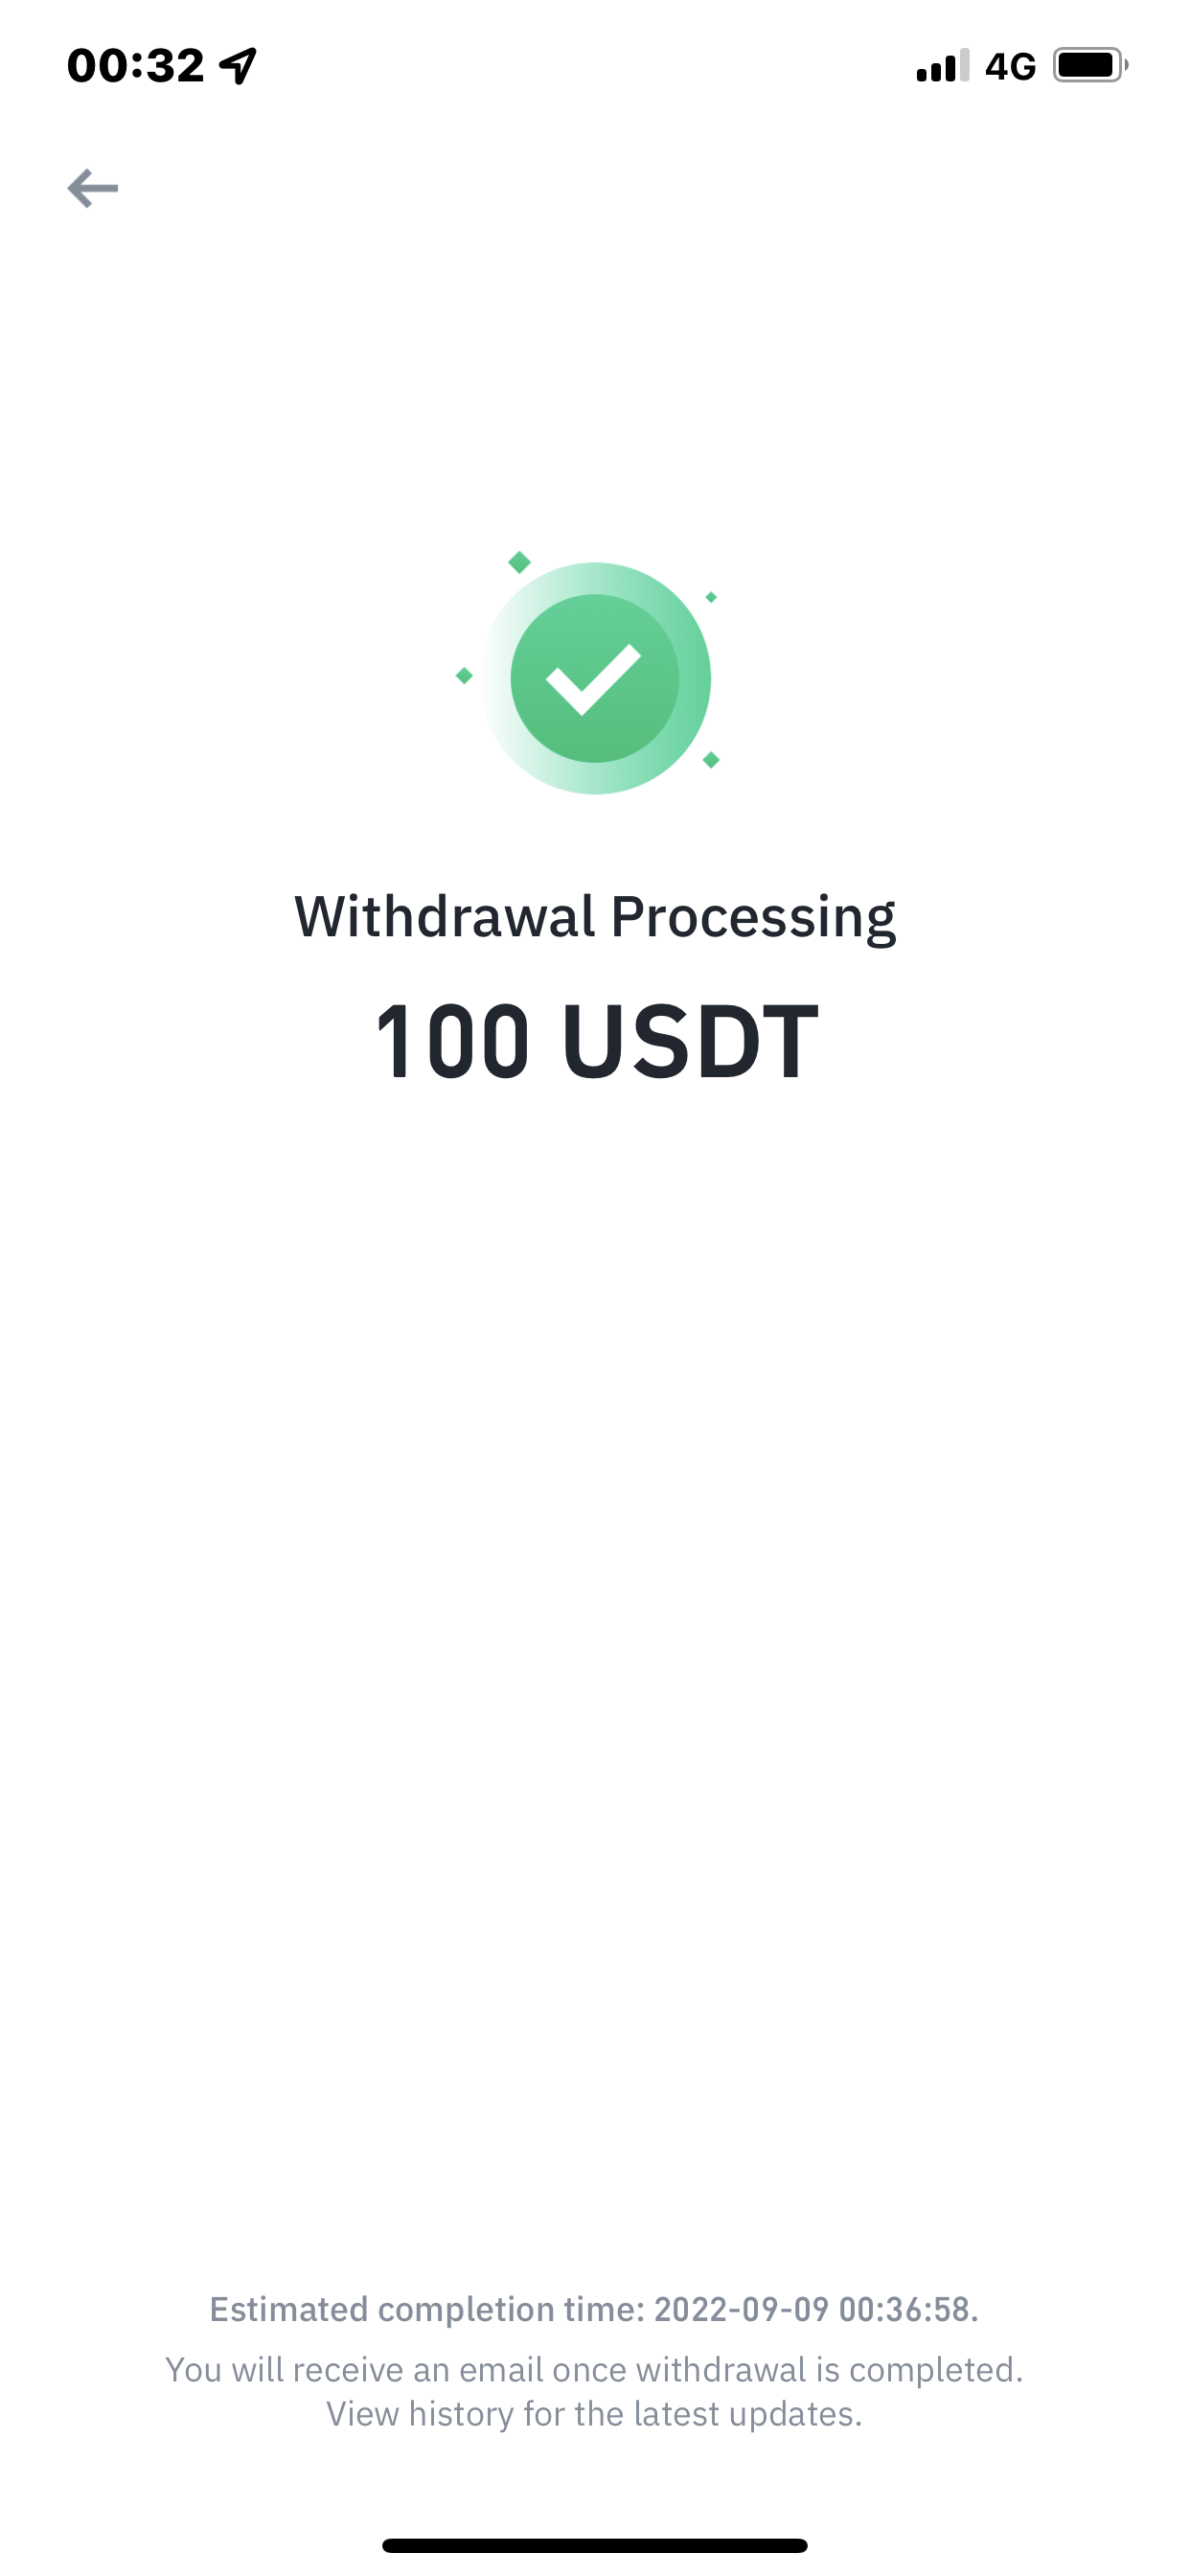 00:32
4G
Withdrawal Processing
100 USDT
Estimated completion time: 2022-09-09 00:36:58.
You will receive an email once withdrawal is completed.
View history for the latest updates.